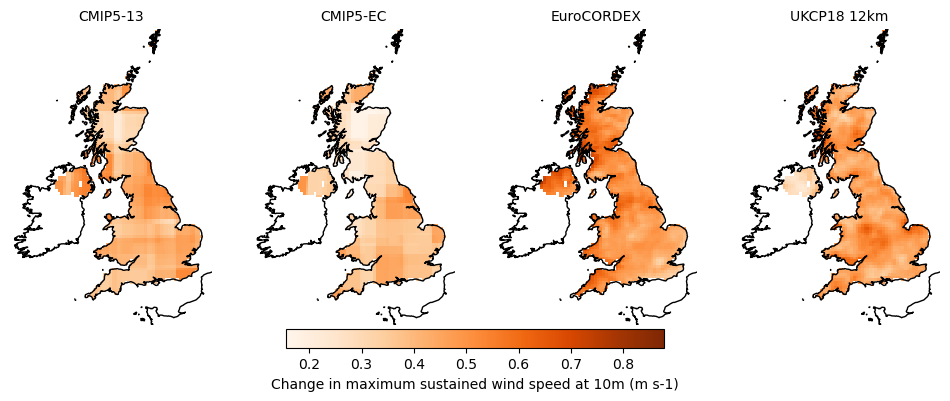 CMIP5-13
CMIP5-EC
EuroCORDEX
UKCP18 12km
0.2 0.3 0.4 0.5 0.6 0.7 0.8
Change in maximum sustained wind speed at 10m (m s-1)